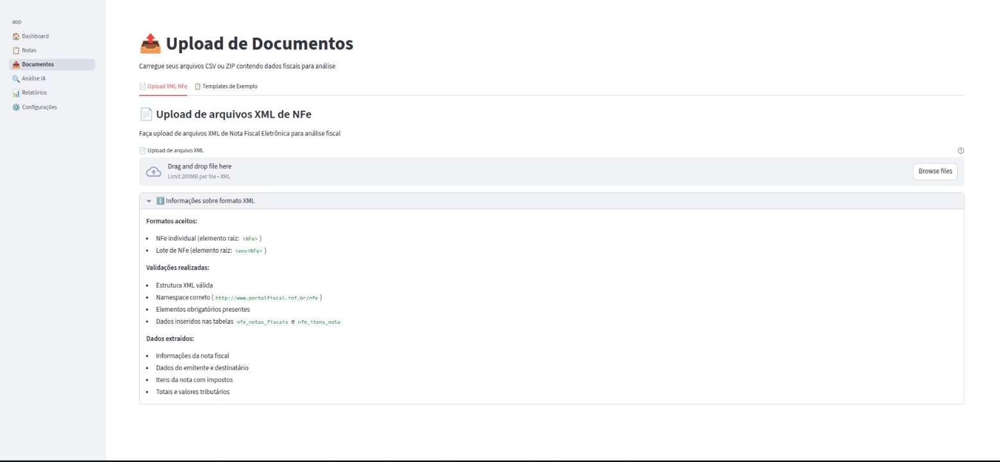 app
Dashboard
Notas
Documentos
Análise IA
Relatórios
Configurações
Upload de Documentos
Carregue seus arquivos CSV ou ZIP contendo dados fiscais para análise
Upload XML NFe
Templates de Exemplo
Upload de arquivos XML de NFe
Faça upload de arquivos XML de Nota Fiscal Eletrônica para análise fiscal
Upload de arquivo XML
Drag and drop file here
Limit 200MB per file • XML
Browse files
Informações sobre formato XML
Formatos aceitos:
• NFe individual (elemento raiz: <NFe> )
• Lote de NFe (elemento raiz: <enviNFe> )
Validações realizadas:
• Estrutura XML válida
• Namespace correto ( http://www.portalfiscal.inf.br/nfe )
• Elementos obrigatórios presentes
• Dados inseridos nas tabelas nfe_notas_fiscais e nfe_itens_nota
Dados extraídos:
• Informações da nota fiscal
• Dados do emitente e destinatário
• Itens da nota com impostos
• Totais e valores tributários